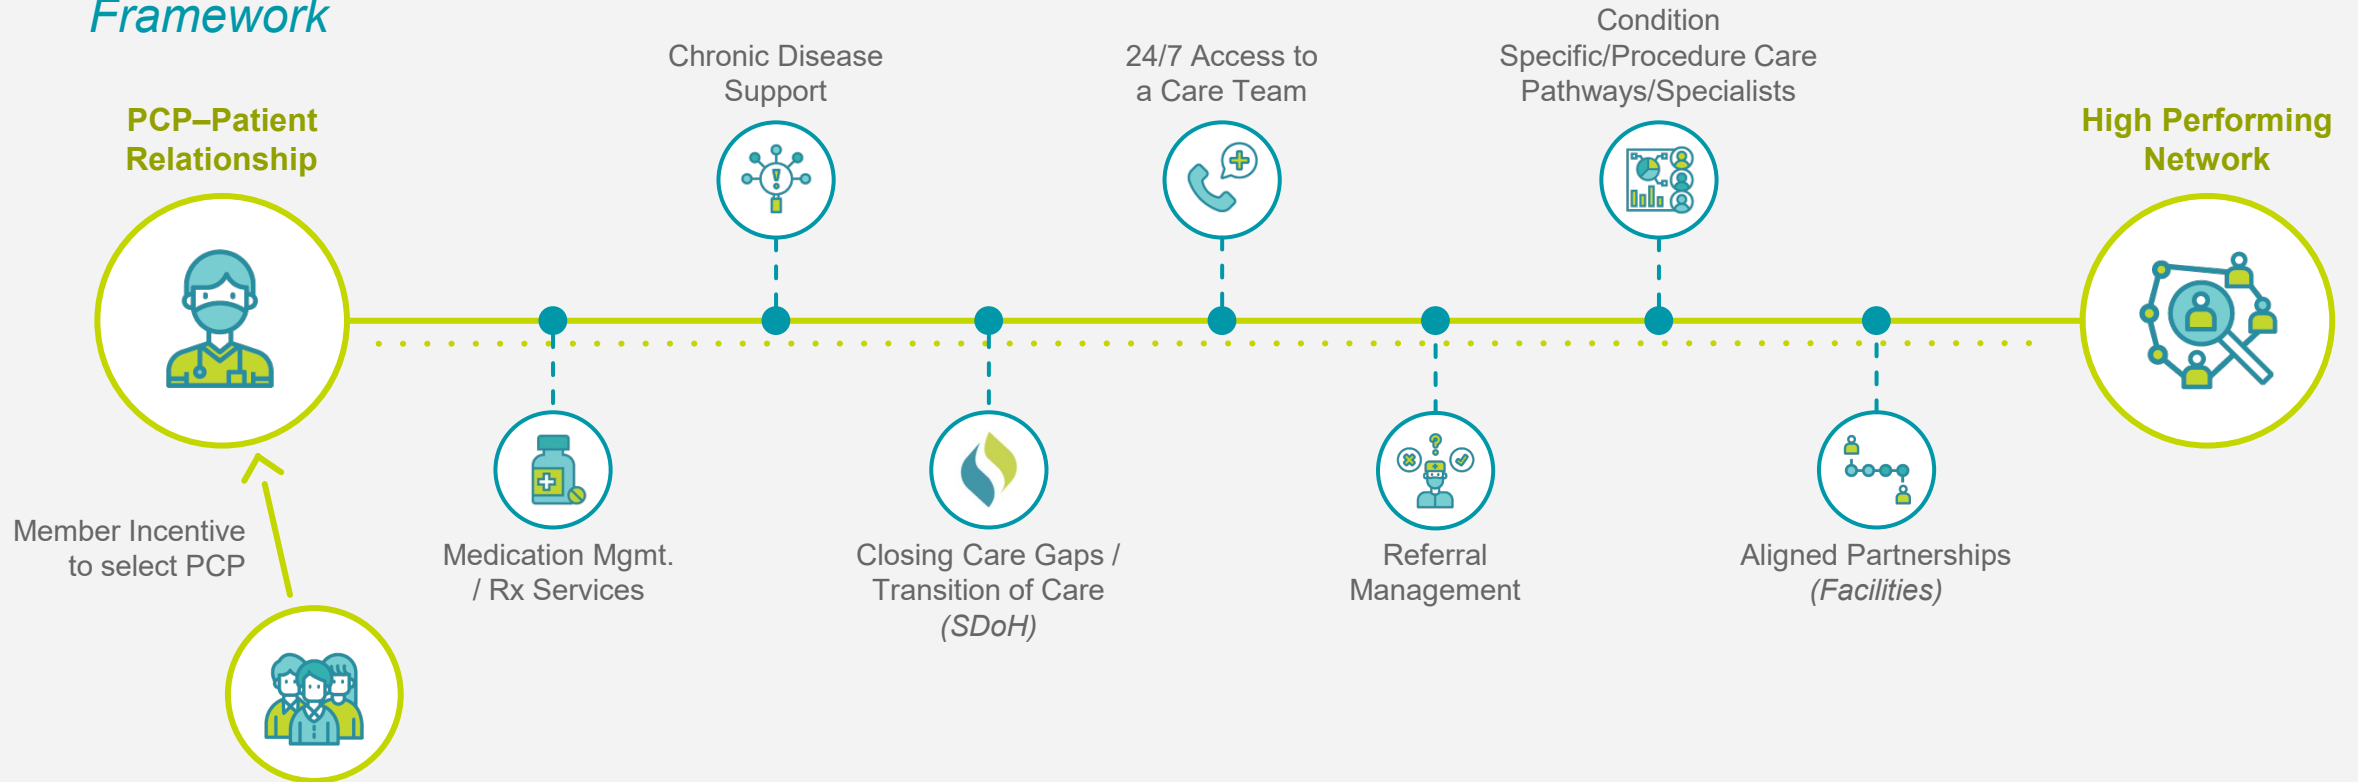 Framework
PCP–Patient
Relationship
Chronic Disease
Support
24/7 Access to
a Care Team
Condition
Specific/Procedure Care
Pathways/Specialists
High Performing
Network
Member Incentive
to select PCP
Medication Mgmt.
/ Rx Services
Closing Care Gaps /
Transition of Care
(SDoH)
Referral
Management
Aligned Partnerships
(Facilities)